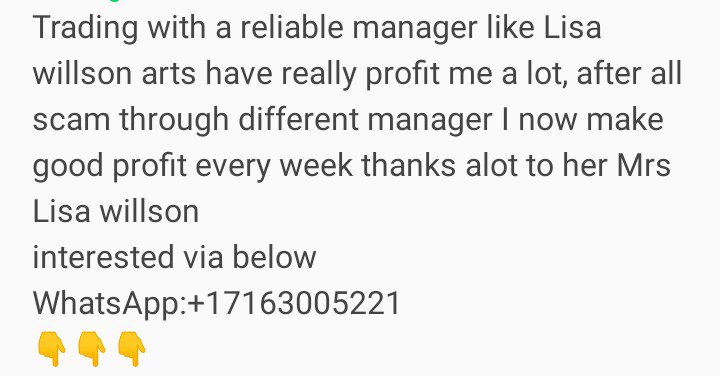 Trading with a reliable manager like Lisa
willson arts have really profit me a lot, after all
scam through different manager I now make
good profit every week thanks alot to her Mrs
Lisa willson
interested via below
WhatsApp:+17163005221
👇👇👇